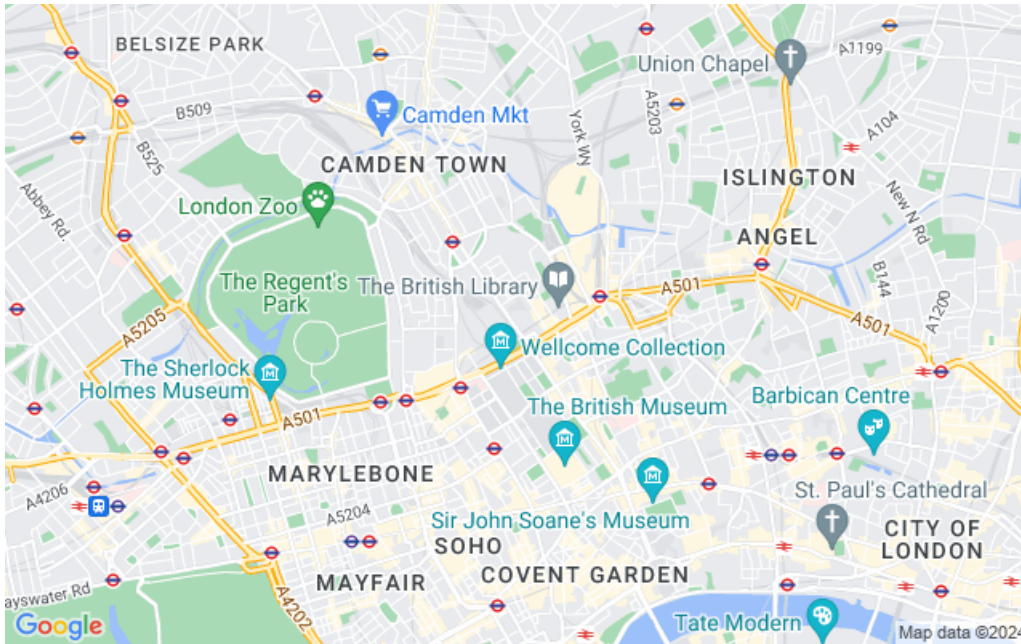 BELSIZE PARK
Union Chapel
A1199
B509
Camden Mkt
A5203
York WN
A104
B525
CAMDEN TOWN
ISLINGTON
Abbey Rd.
London Zoo
New N Rd
ANGEL
The Regent's
Park
The British Library
A501
B144
A5205
A501
A1200
The Sherlock
Holmes Museum
Wellcome Collection
A501
The British Museum
Barbican Centre
MARYLEBONE
A4206
St. Paul's Cathedral
A5204
Sir John Soane's Museum
CITY OF
LONDON
SOHO
MAYFAIR
COVENT GARDEN
ayswater Rd
A4202
Google
Tate Modern
Map data ©2024